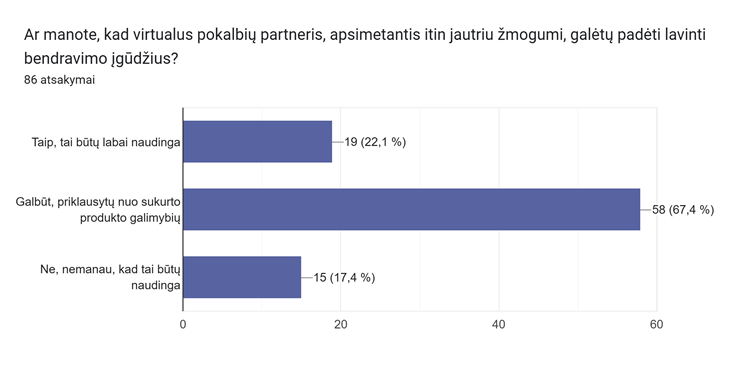 Ar manote, kad virtualus pokalbių partneris, apsimetantis itin jautriu žmogumi, galėtų padėti lavinti
bendravimo įgūdžius?
86 atsakymai
Taip, tai būtų labai naudinga
19 (22,1 %)
Galbūt, priklausytų nuo sukurto
produkto galimybių
58 (67,4 %)
Ne, nemanau, kad tai būtų
naudinga
15 (17,4 %)
0
20
40
60